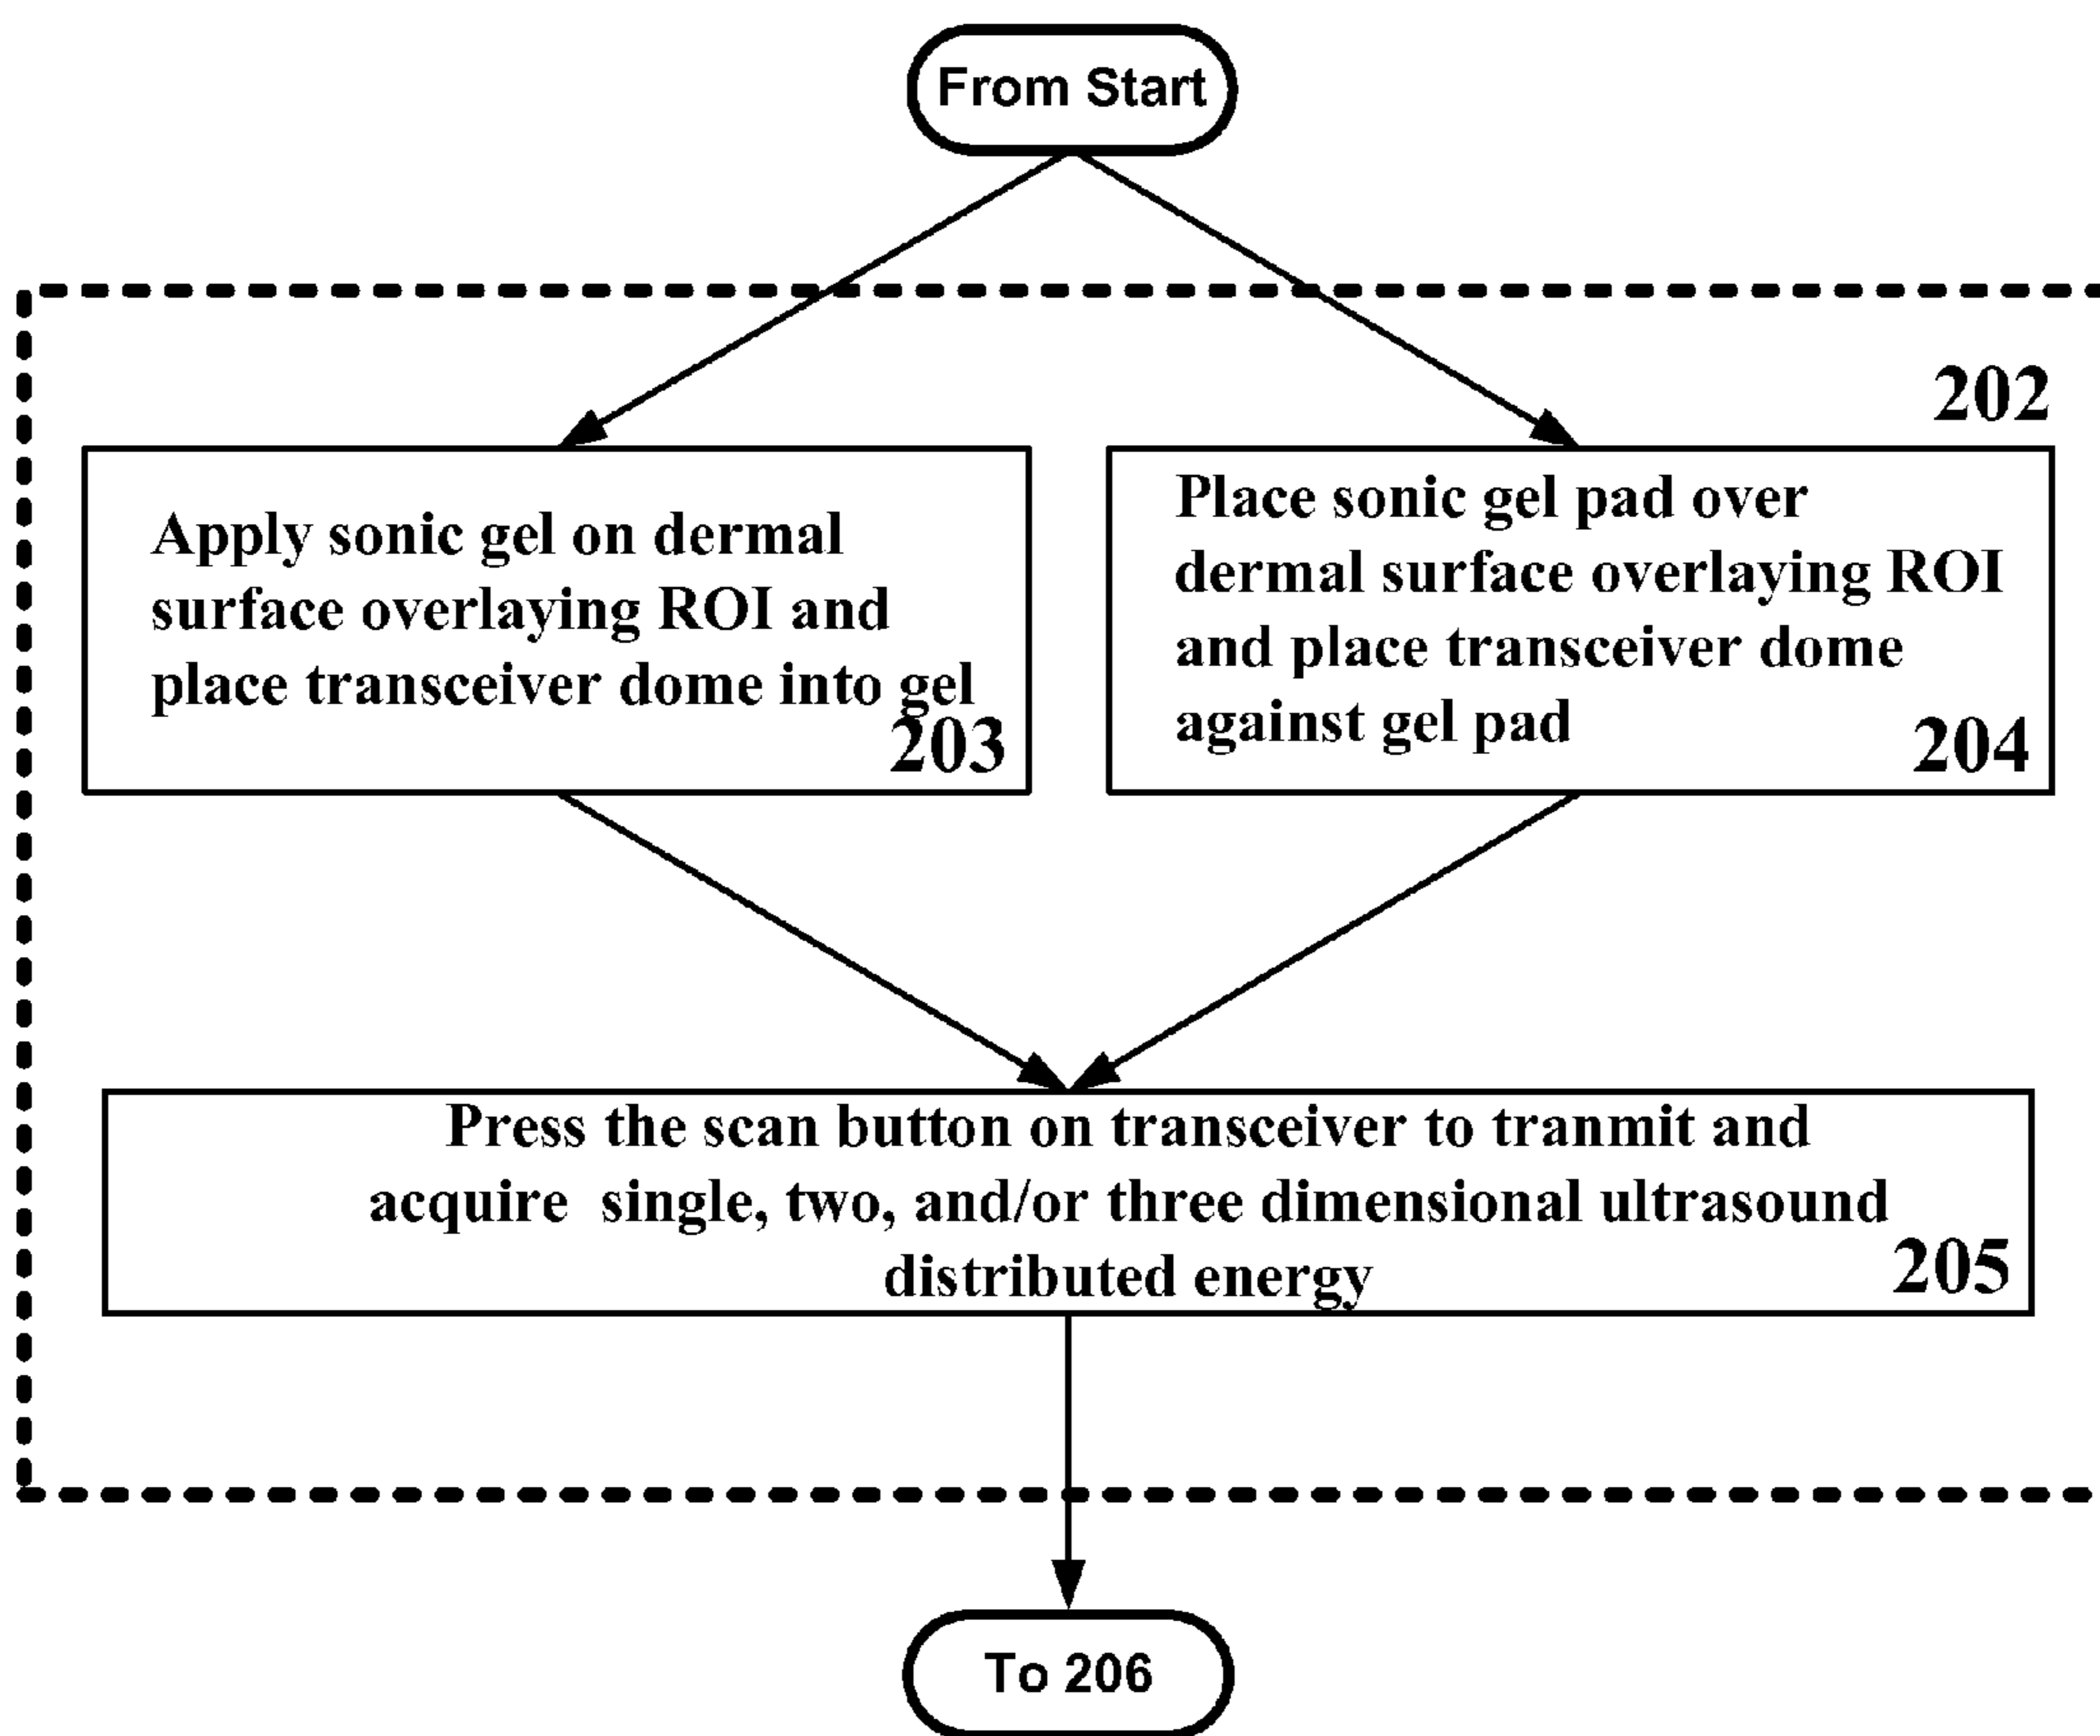 From Start
202
Apply sonic gel on dermal
surface overlaying ROI and
place transceiver dome into gel
203
Place sonic gel pad over
dermal surface overlaying ROI
and place transceiver dome
against gel pad
204
Press the scan button on transceiver to tranmit and
acquire single, two, and/or three dimensional ultrasound
distributed energy
205
To 206